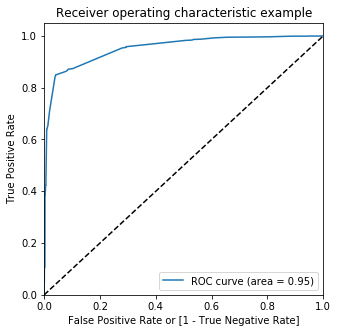 Receiver operating characteristic example
True Positive Rate
1.0
0.8
0.6
0.4
0.2
0.0
ROC curve (area = 0.95)
0.0 0.2 0.4 0.6 0.8 1.0
False Positive Rate or [1 - True Negative Rate]